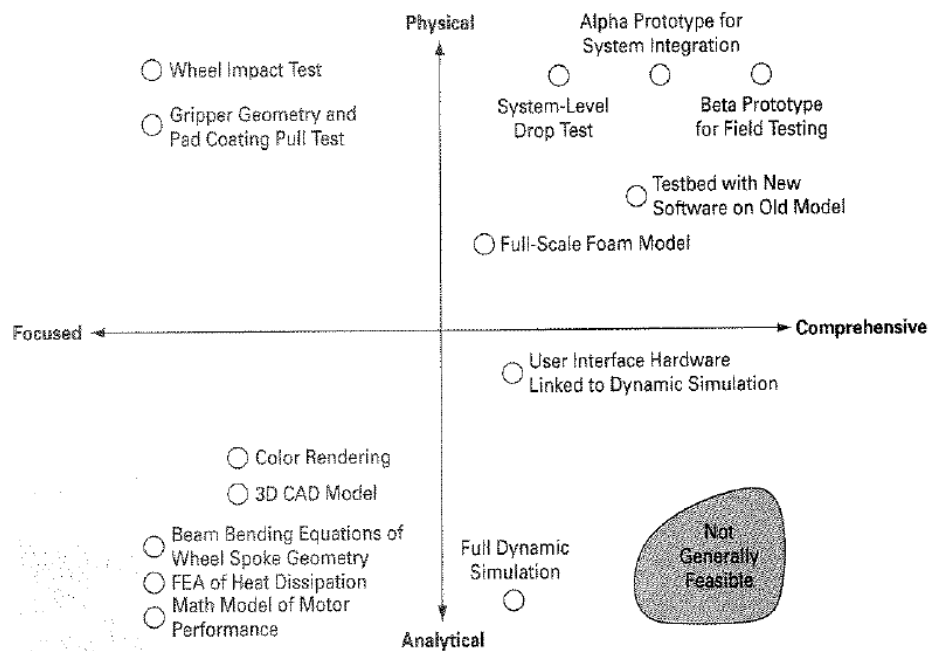 Physical
Alpha Prototype for
System Integration
Wheel Impact Test
Gripper Geometry and
Pad Coating Pull Test
System-Level
Drop Test
Beta Prototype
for Field Testing
Testbed with New
Software on Old Model
Full-Scale Foam Model
Focused
Comprehensive
User Interface Hardware
Linked to Dynamic Simulation
Color Rendering
3D CAD Model
Beam Bending Equations of
Wheel Spoke Geometry
FEA of Heat Dissipation
Math Model of Motor
Performance
Full Dynamic
Simulation
Not
Generally
Feasible
Analytical